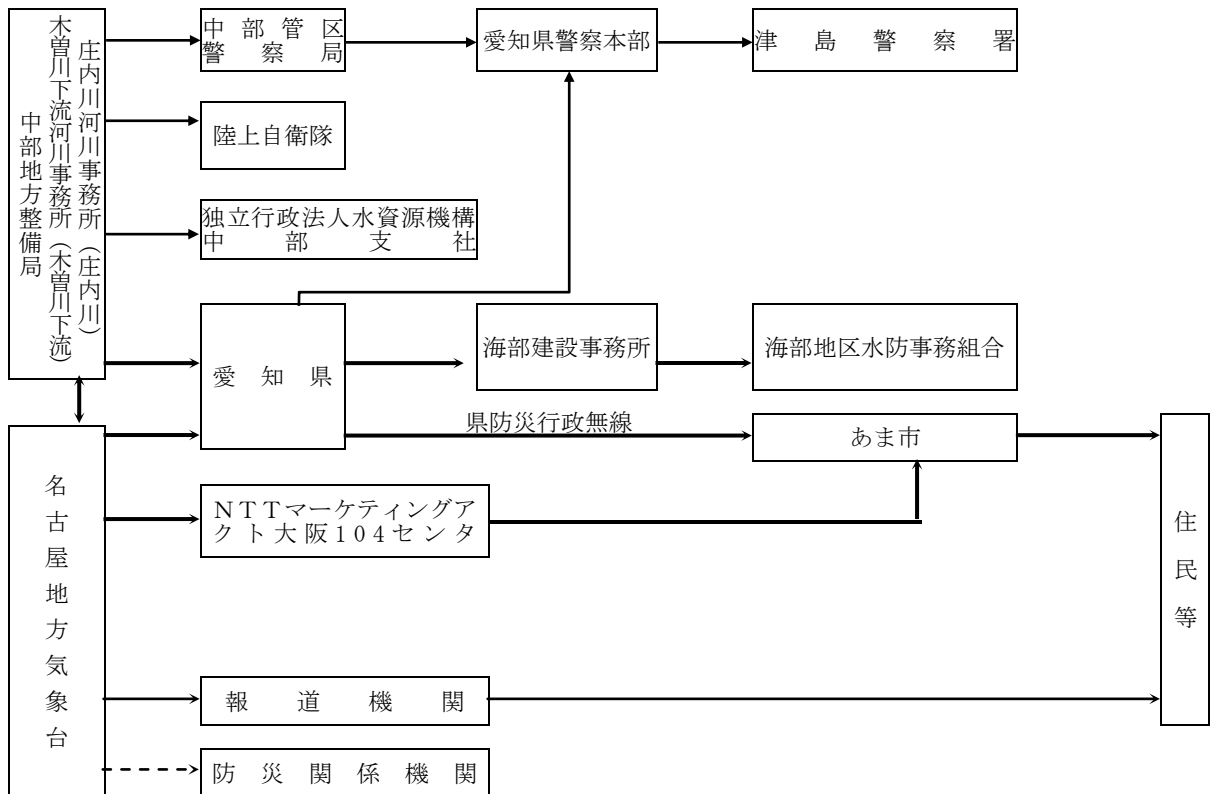 庄内川河川事務所（庄内川）
木曽川下流河川事務所（木曽川下流）
中部地方整備局
中部管区
警察局
愛知県警察本部
津島警察署
陸上自衛隊
独立行政法人水資源機構
中部支社
愛知県
海部建設事務所
海部地区水防事務組合
県防災行政無線
あま市
名古屋地方気象台
ＮＴＴマーケティングア
クト大阪104センタ
住民等
報道機関
防災関係機関